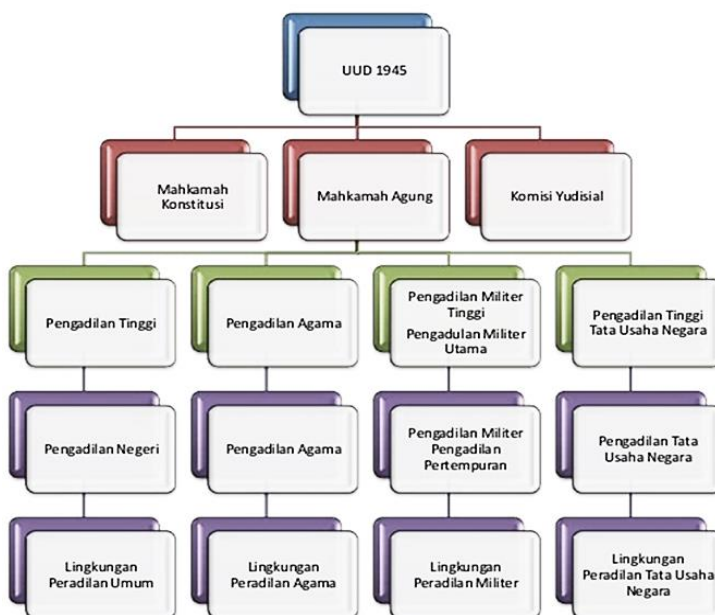 UUD 1945
Mahkamah
Konstitusi
Mahkamah Agung
Komisi Yudisial
Pengadilan Tinggi
Pengadilan Agama
Pengadilan Militer
Tinggi
Pengadulan Militer
Utama
Pengadilan Tinggi
Tata Usaha Negara
Pengadilan Negeri
Pengadilan Agama
Pengadilan Militer
Pengadilan
Pertempuran
Pengadilan Tata
Usaha Negara
Lingkungan
Peradilan Umum
Lingkungan
Peradilan Agama
Lingkungan
Peradilan Militer
Lingkungan
Peradilan Tata Usaha
Negara